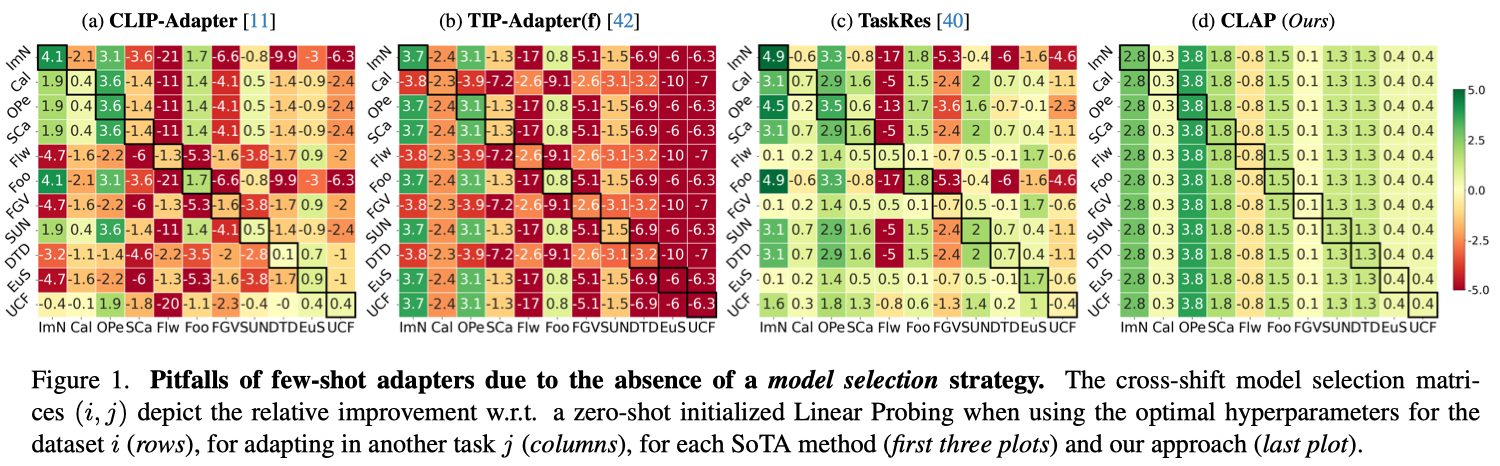 (a) CLIP-Adapter [11]
ImN 4.1 -2.1 3.1 -3.6 -21 1.7 -6.6 -0.8 -9.9 -3 -6.3
Cal 1.9 0.4 3.6 -1.4 -11 1.4 -4.1 0.5 -1.4 -0.9 -2.4
OPe 1.9 0.4 3.6 -1.4 -11 1.4 -4.1 0.5 -1.4 -0.9 -2.4
SCa 1.9 0.4 3.6 -1.4 -11 1.4 -4.1 0.5 -1.4 -0.9 -2.4
Flw -4.7 -1.6 -2.2 -6 -1.3 -5.3 -1.6 -3.8 -1.7 0.9 -2
Foo 4.1 -2.1 3.1 -3.6 -21 1.7 -6.6 -0.8 -9.9 -3 -6.3
FGV -4.7 -1.6 -2.2 -6 -1.3 -5.3 -1.6 -3.8 -1.7 0.9 -2
SUN 1.9 0.4 3.6 -1.4 -11 1.4 -4.1 0.5 -1.4 -0.9 -2.4
DTD -3.2 -1.1 -1.4 -4.6 -2.2 -3.5 -2 -2.8 0.1 0.7 -1
EuS -4.7 -1.6 -2.2 -6 -1.3 -5.3 -1.6 -3.8 -1.7 0.9 -1
UCF -0.4 -0.1 1.9 -1.8 -20 -1.1 -2.3 -0.4 -0 0.4 0.4
ImN Cal OPe SCa Flw Foo FGV SUN DTD EuS UCF
(b) TIP-Adapter(f) [42]
3.7 -2.4 3.1 -1.3 -17 0.8 -5.1 -1.5 -6.9 -6 -6.3
-3.8 -2.3 -3.9 -7.2 -2.6 -9.1 -2.6 -3.1 -3.2 -10 -7
3.7 -2.4 3.1 -1.3 -17 0.8 -5.1 -1.5 -6.9 -6 -6.3
3.7 -2.4 3.1 -1.3 -17 0.8 -5.1 -1.5 -6.9 -6 -6.3
-3.8 -2.3 -3.9 -7.2 -2.6 -9.1 -2.6 -3.1 -3.2 -10 -7
3.7 -2.4 3.1 -1.3 -17 0.8 -5.1 -1.5 -6.9 -6 -6.3
-3.8 -2.3 -3.9 -7.2 -2.6 -9.1 -2.6 -3.1 -3.2 -10 -7
3.7 -2.4 3.1 -1.3 -17 0.8 -5.1 -1.5 -6.9 -6 -6.3
-3.8 -2.3 -3.9 -7.2 -2.6 -9.1 -2.6 -3.1 -3.2 -10 -7
3.7 -2.4 3.1 -1.3 -17 0.8 -5.1 -1.5 -6.9 -6 -6.3
3.7 -2.4 3.1 -1.3 -17 0.8 -5.1 -1.5 -6.9 -6 -6.3
ImN Cal OPe SCa Flw Foo FGV SUN DTD EuS UCF
(c) TaskRes [40]
4.9 -0.6 3.3 -0.8 -17 1.8 -5.3 -0.4 -6 -1.6 -4.6
3.1 0.7 2.9 1.6 -5 1.5 -2.4 2 0.7 0.4 -1.1
4.5 0.2 3.5 0.6 -13 1.7 -3.6 1.6 -0.7 -0.1 -2.3
3.1 0.7 2.9 1.6 -5 1.5 -2.4 2 0.7 0.4 -1.1
0.1 0.2 1.4 0.5 0.5 0.1 -0.7 0.5 -0.1 1.7 -0.6
4.9 -0.6 3.3 -0.8 -17 1.8 -5.3 -0.4 -6 -1.6 -4.6
0.1 0.2 1.4 0.5 0.5 0.1 -0.7 0.5 -0.1 1.7 -0.6
3.1 0.7 2.9 1.6 -5 1.5 -2.4 2 0.7 0.4 -1.1
3.1 0.7 2.9 1.6 -5 1.5 -2.4 2 0.7 0.4 -1.1
0.1 0.2 1.4 0.5 0.5 0.1 -0.7 0.5 -0.1 1.7 -0.6
1.6 0.3 1.8 1.3 -0.8 0.6 -1.3 1.4 0.2 1 -0.4
ImN Cal OPe SCa Flw Foo FGV SUN DTD EuS UCF
(d) CLAP (Ours)
ImN 2.8 0.3 3.8 1.8 -0.8 1.5 0.1 1.3 1.3 0.4 0.4
Cal 2.8 0.3 3.8 1.8 -0.8 1.5 0.1 1.3 1.3 0.4 0.4
OPe 2.8 0.3 3.8 1.8 -0.8 1.5 0.1 1.3 1.3 0.4 0.4
SCa 2.8 0.3 3.8 1.8 -0.8 1.5 0.1 1.3 1.3 0.4 0.4
Flw 2.8 0.3 3.8 1.8 -0.8 1.5 0.1 1.3 1.3 0.4 0.4
Foo 2.8 0.3 3.8 1.8 -0.8 1.5 0.1 1.3 1.3 0.4 0.4
FGV 2.8 0.3 3.8 1.8 -0.8 1.5 0.1 1.3 1.3 0.4 0.4
SUN 2.8 0.3 3.8 1.8 -0.8 1.5 0.1 1.3 1.3 0.4 0.4
DTD 2.8 0.3 3.8 1.8 -0.8 1.5 0.1 1.3 1.3 0.4 0.4
EuS 2.8 0.3 3.8 1.8 -0.8 1.5 0.1 1.3 1.3 0.4 0.4
UCF 2.8 0.3 3.8 1.8 -0.8 1.5 0.1 1.3 1.3 0.4 0.4
ImN Cal OPe SCa Flw Foo FGV SUN DTD EuS UCF
5.0
2.5
0.0
-2.5
-5.0
Figure 1. Pitfalls of few-shot adapters due to the absence of a model selection strategy. The cross-shift model selection matri-
ces (i, j) depict the relative improvement w.r.t. a zero-shot initialized Linear Probing when using the optimal hyperparameters for the
dataset i (rows), for adapting in another task j (columns), for each SoTA method (first three plots) and our approach (last plot).